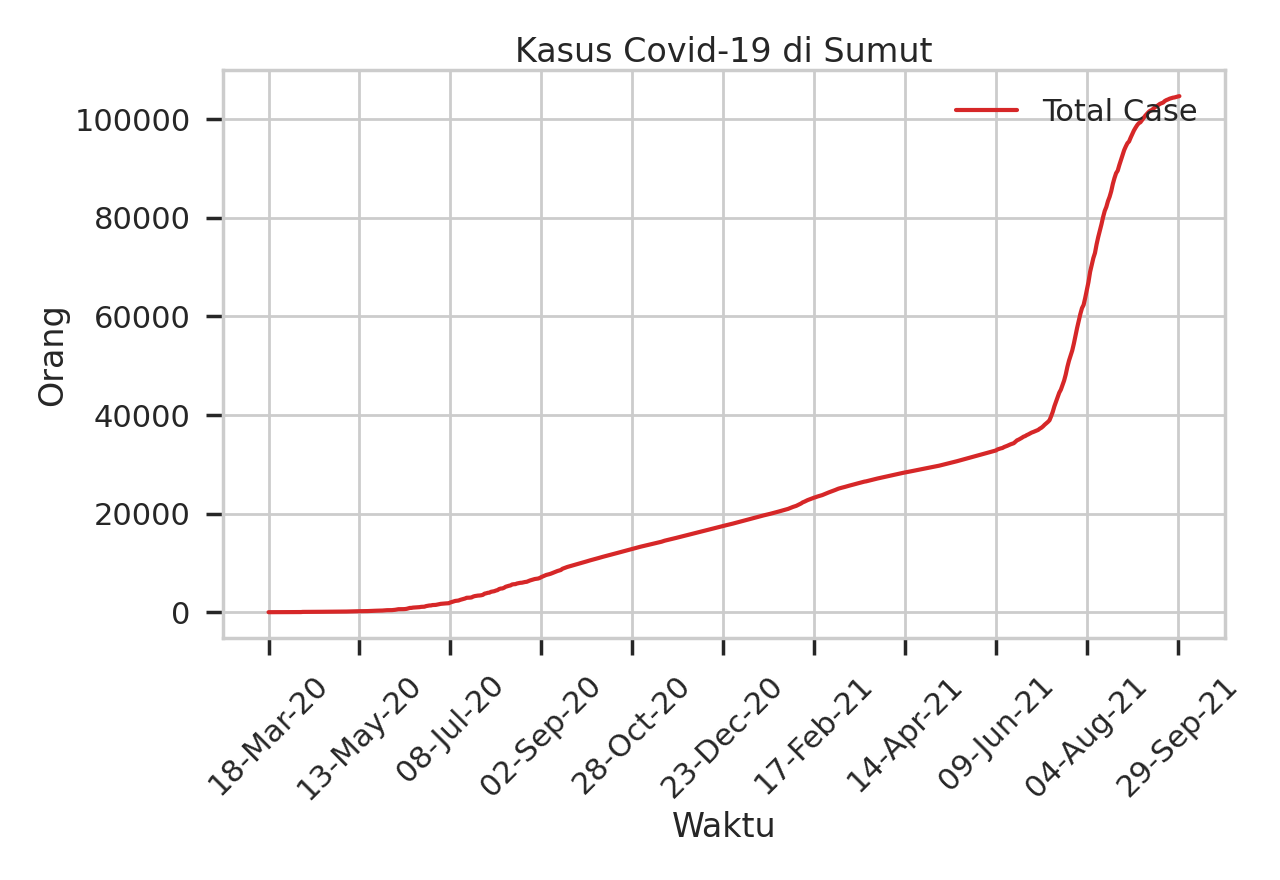 Kasus Covid-19 di Sumut
Total Case
Orang
100000
80000
60000
40000
20000
0
18-Mar-20
13-May-20
08-Jul-20
02-Sep-20
28-Oct-20
23-Dec-20
17-Feb-21
14-Apr-21
09-Jun-21
04-Aug-21
29-Sep-21
Waktu